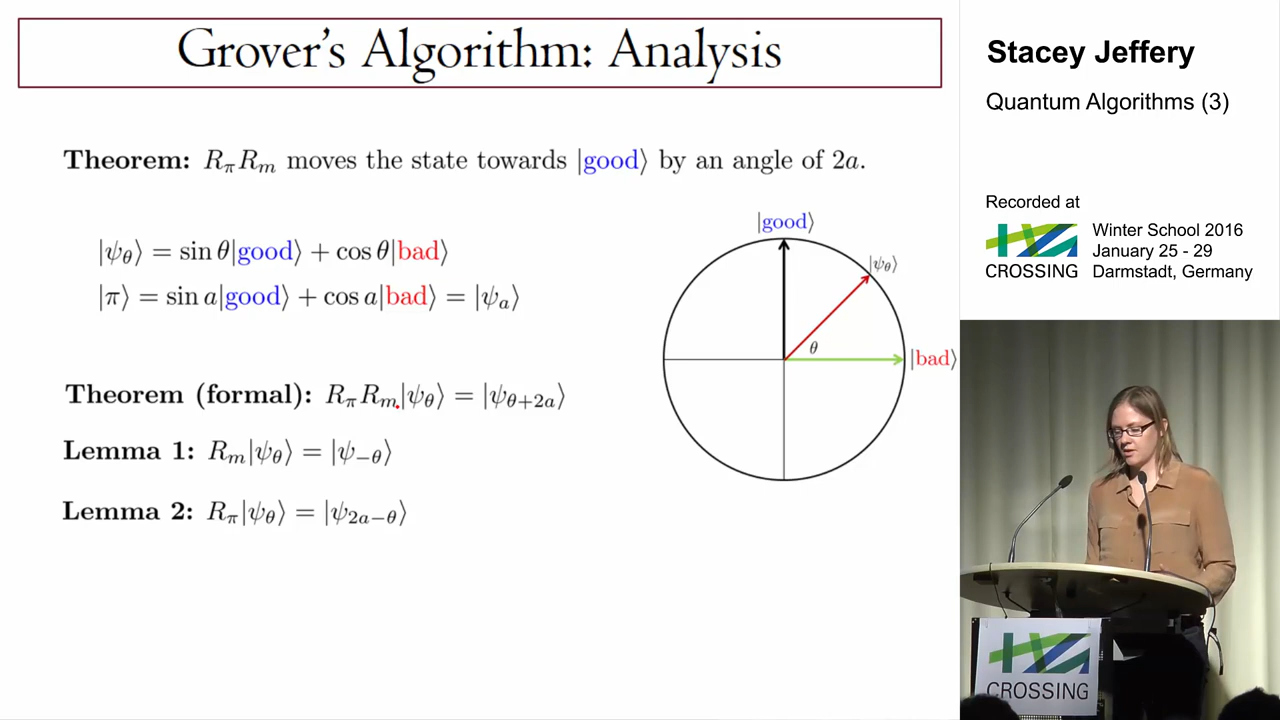 Grover's Algorithm: Analysis
Theorem: R_π R_m moves the state towards |good⟩ by an angle of 2a.
|ψ_θ⟩ = sin θ|good⟩ + cos θ|bad⟩
|π⟩ = sin a|good⟩ + cos a|bad⟩ = |ψ_a⟩
Theorem (formal): R_π R_m|ψ_θ⟩ = |ψ_{θ+2a}⟩
Lemma 1: R_m|ψ_θ⟩ = |ψ_{−θ}⟩
Lemma 2: R_π|ψ_θ⟩ = |ψ_{2a−θ}⟩
|good⟩
|ψ_θ⟩
θ
|bad⟩
Stacey Jeffery
Quantum Algorithms (3)
Recorded at
CROSSING
Winter School 2016
January 25 - 29
Darmstadt, Germany
CROSSING